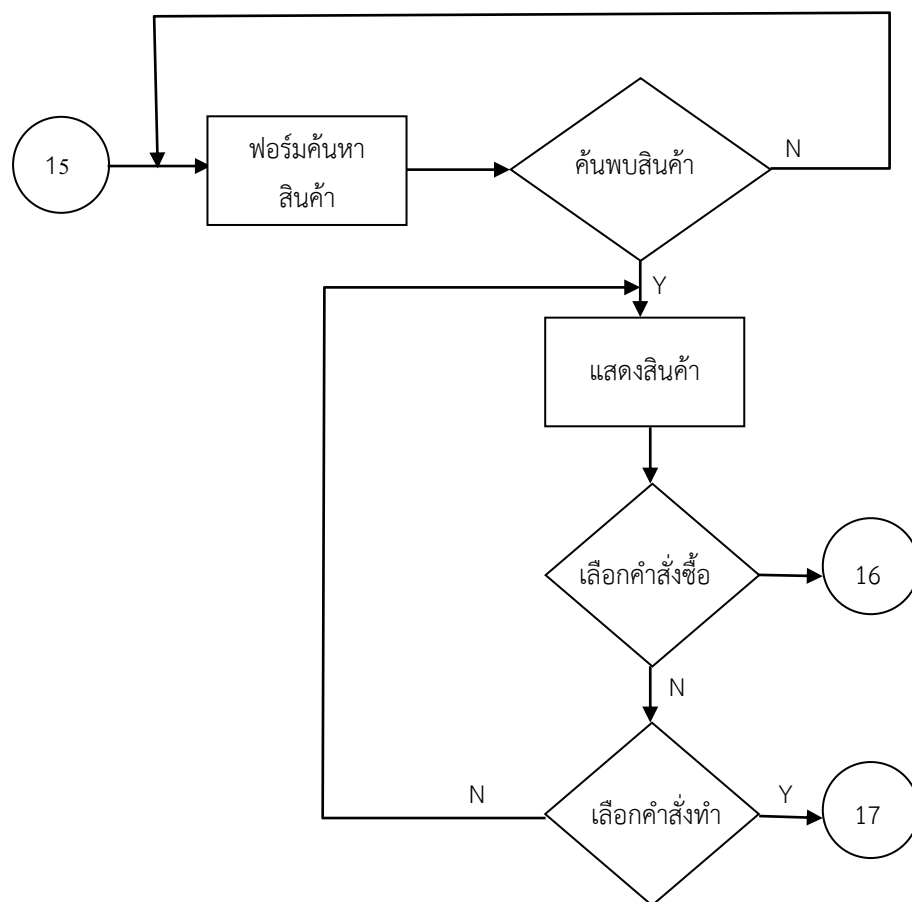 15
ฟอร์มค้นหา
สินค้า
ค้นพบสินค้า
N
Y
แสดงสินค้า
เลือกคำสั่งซื้อ
16
N
N
เลือกคำสั่งทำ
Y
17